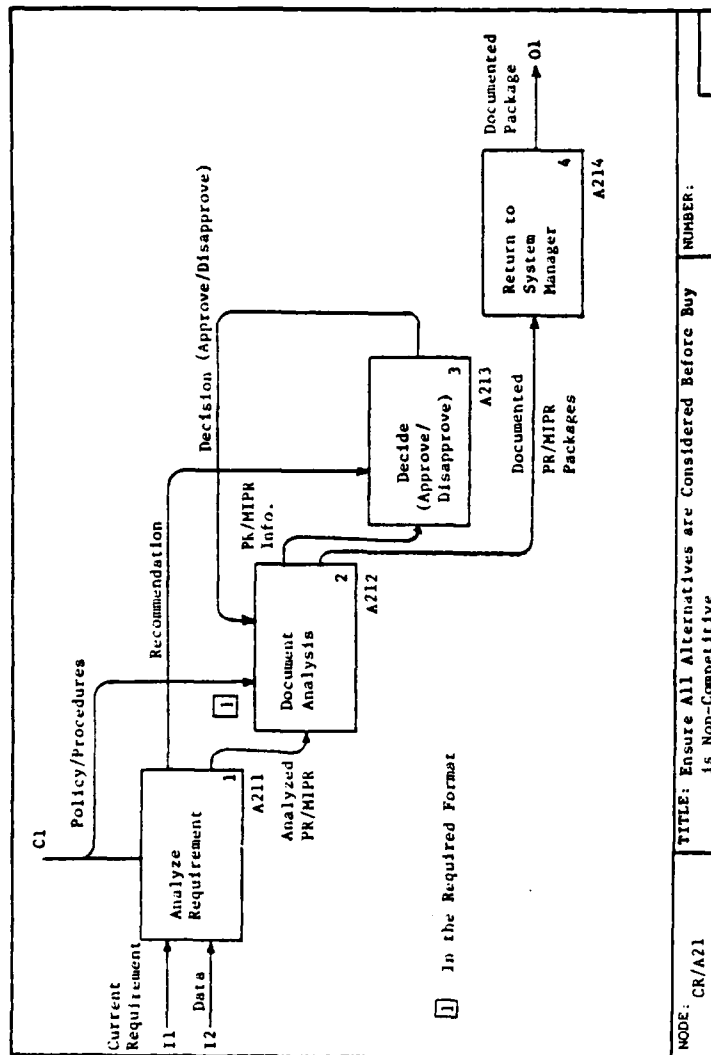 C1
Policy/Procedures
Current
Requirement
I1
Data
I2
Analyze
Requirement
1
A211
Recommendation
Analyzed
PR/MIPR
1
Decision (Approve/Disapprove)
Document
Analysis
2
A212
PR/MIPR
Info.
Decide
(Approve/
Disapprove)
3
A213
Documented
PR/MIPR
Packages
Return to
System
Manager
4
A214
Documented
Package
O1
1 In the Required Format
NODE: CR/A21
TITLE: Ensure All Alternatives are Considered Before Buy
is Non-Competitive
NUMBER: